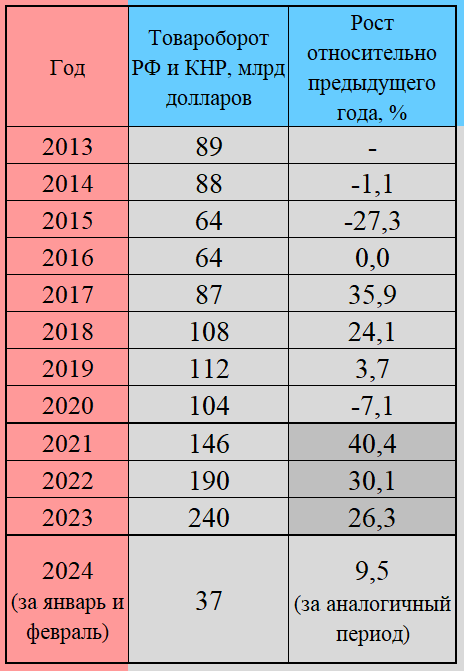 Год
Товароборот
РФ и КНР, млрд
долларов
Рост
относительно
предыдущего
года, %
2013 89 -
2014 88 -1,1
2015 64 -27,3
2016 64 0,0
2017 87 35,9
2018 108 24,1
2019 112 3,7
2020 104 -7,1
2021 146 40,4
2022 190 30,1
2023 240 26,3
2024
(за январь и
февраль)
37
9,5
(за аналогичный
период)